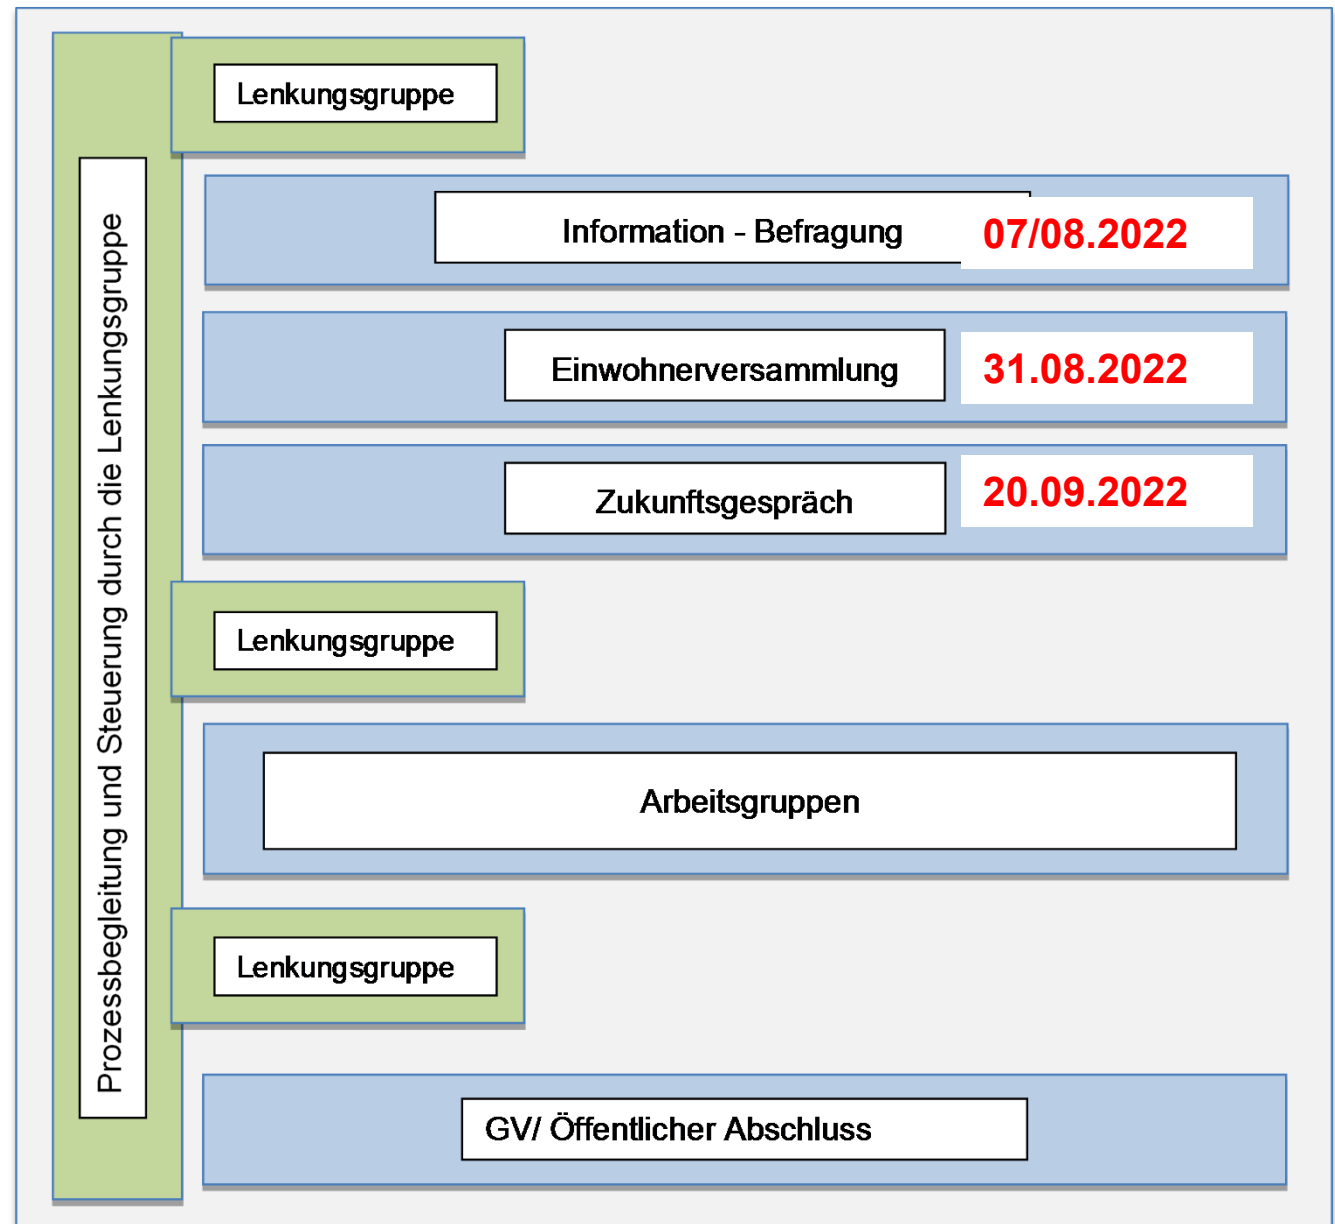 Prozessbegleitung und Steuerung durch die Lenkungsgruppe
Lenkungsgruppe
Information - Befragung 07/08.2022
Einwohnerversammlung 31.08.2022
Zukunftsgespräch 20.09.2022
Lenkungsgruppe
Arbeitsgruppen
Lenkungsgruppe
GV/ Öffentlicher Abschluss